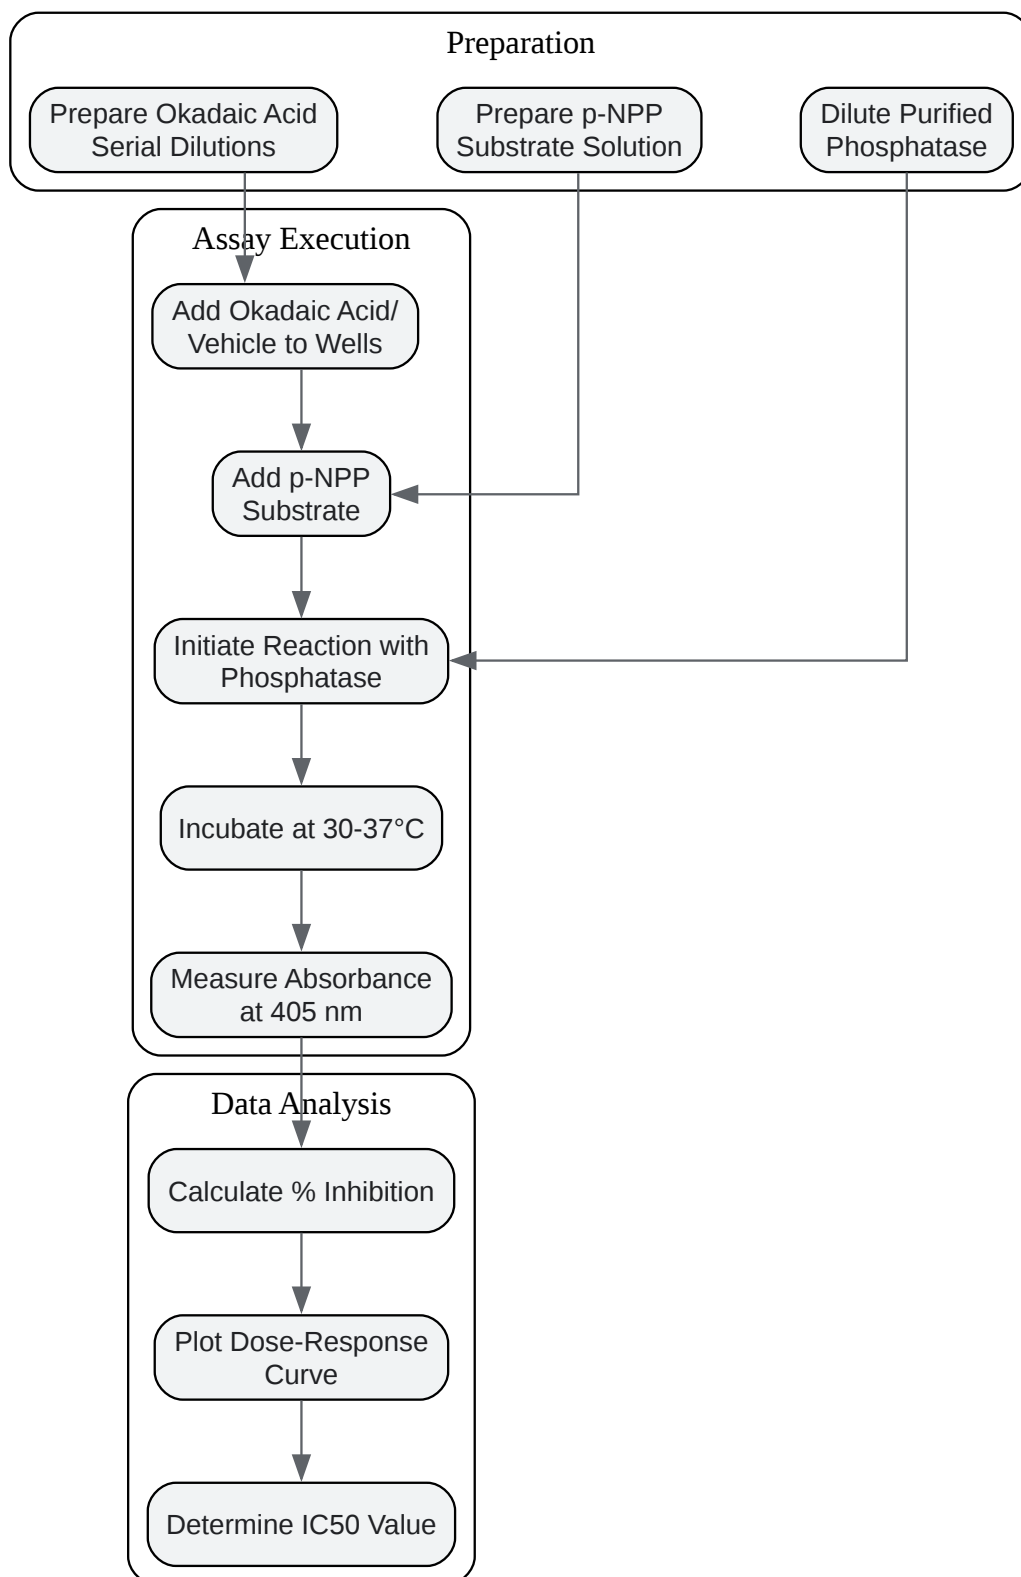 Preparation
Prepare Okadaic Acid
Serial Dilutions
Prepare p-NPP
Substrate Solution
Dilute Purified
Phosphatase
Assay Execution
Add Okadaic Acid/
Vehicle to Wells
Add p-NPP
Substrate
Initiate Reaction with
Phosphatase
Incubate at 30-37°C
Measure Absorbance
at 405 nm
Data Analysis
Calculate % Inhibition
Plot Dose-Response
Curve
Determine IC50 Value